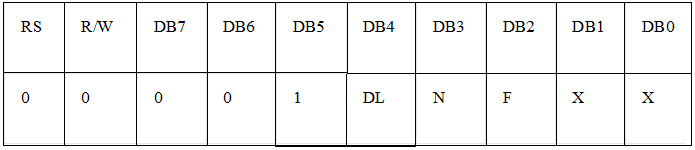 RS R/W DB7 DB6 DB5 DB4 DB3 DB2 DB1 DB0
0 0 0 0 1 DL N F X X